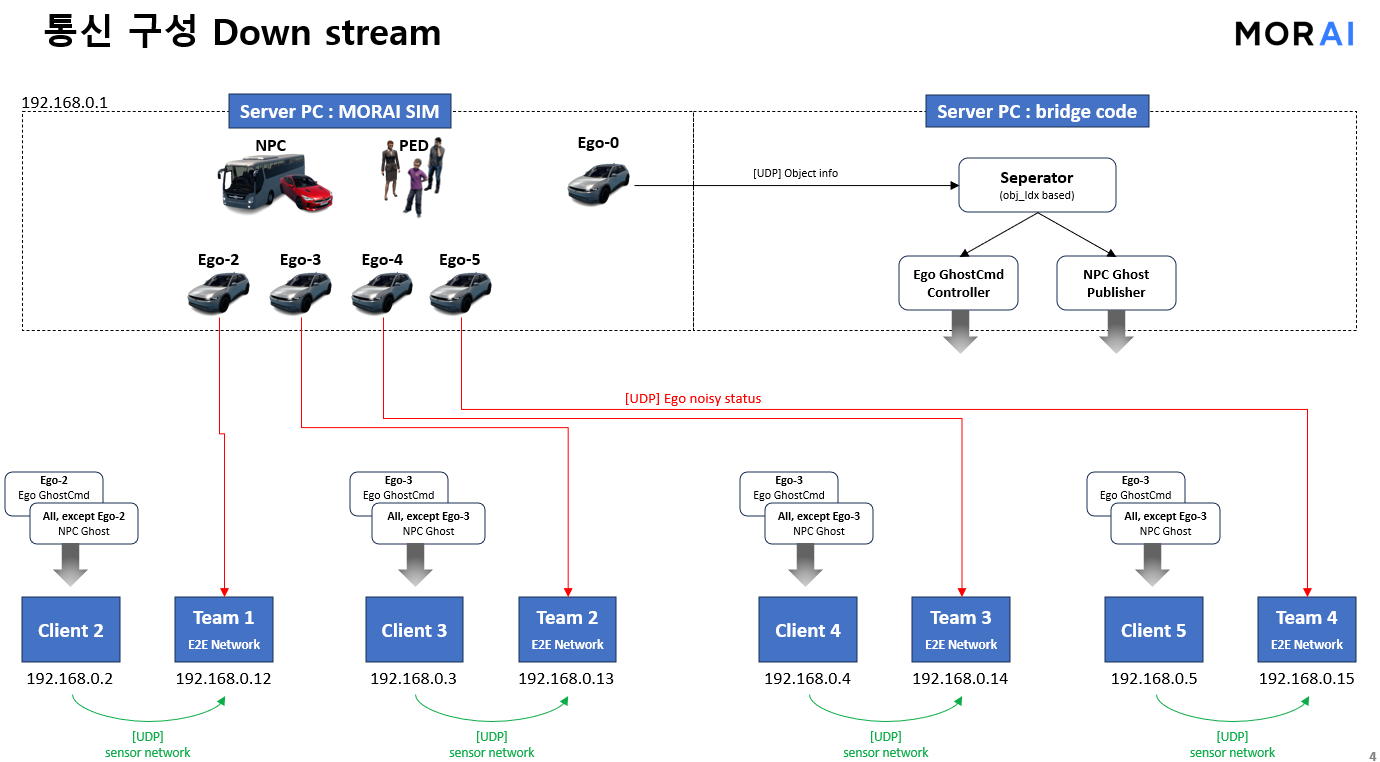 통신 구성 Down stream
MORAI
192.168.0.1
Server PC : MORAI SIM
Server PC : bridge code
NPC
PED
Ego-0
[UDP] Object info
Seperator
(obj_Idx based)
Ego-2
Ego-3
Ego-4
Ego-5
Ego GhostCmd
Controller
NPC Ghost
Publisher
[UDP] Ego noisy status
Ego-2
Ego GhostCmd
All, except Ego-2
NPC Ghost
Ego-3
Ego GhostCmd
All, except Ego-3
NPC Ghost
Ego-3
Ego GhostCmd
All, except Ego-3
NPC Ghost
Ego-3
Ego GhostCmd
All, except Ego-3
NPC Ghost
Client 2
Team 1
E2E Network
Client 3
Team 2
E2E Network
Client 4
Team 3
E2E Network
Client 5
Team 4
E2E Network
192.168.0.2
192.168.0.12
192.168.0.3
192.168.0.13
192.168.0.4
192.168.0.14
192.168.0.5
192.168.0.15
[UDP]
sensor network
[UDP]
sensor network
[UDP]
sensor network
[UDP]
sensor network
4